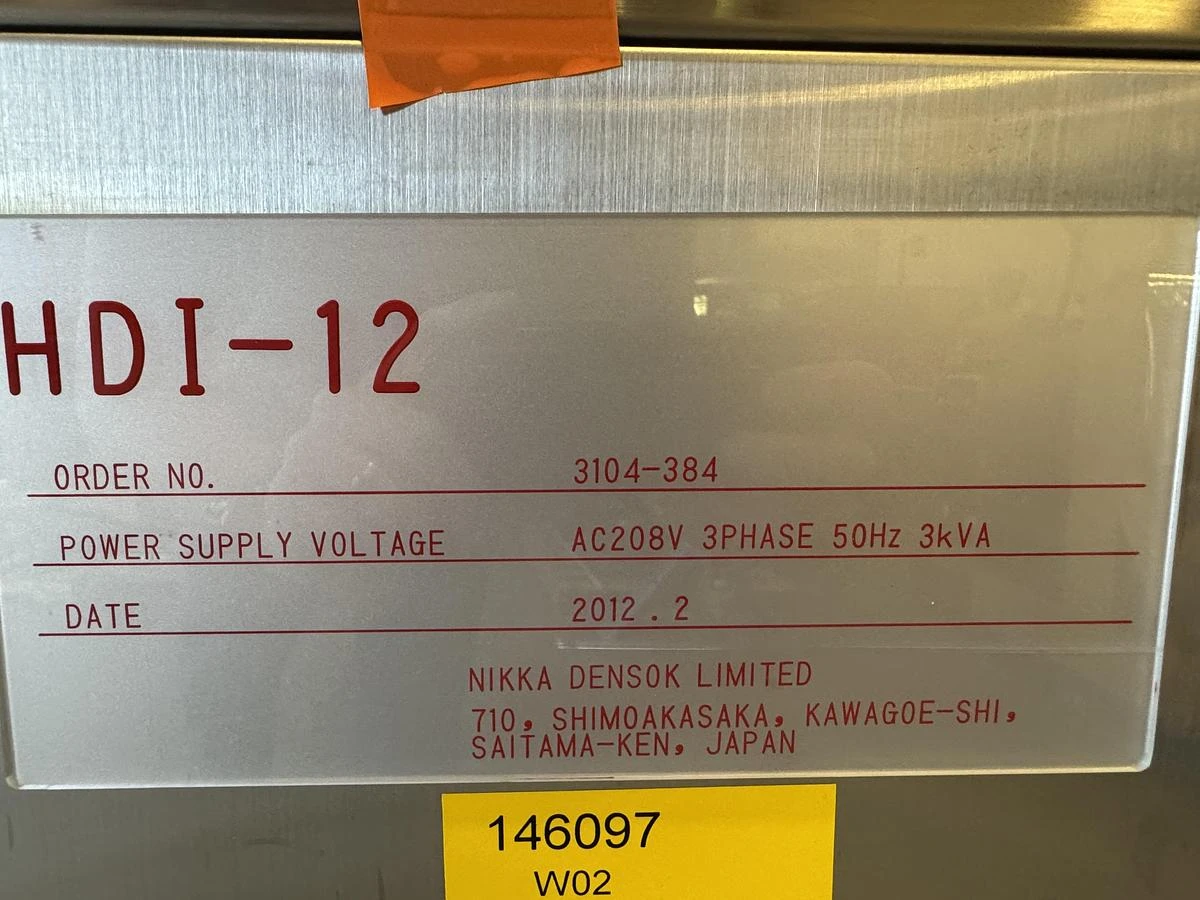 HDI-12
ORDER NO. 3104-384
POWER SUPPLY VOLTAGE AC208V 3PHASE 50Hz 3kVA
DATE 2012 . 2
NIKKA DENSOK LIMITED
710, SHIMOAKASAKA, KAWAGOE-SHI,
SAITAMA-KEN, JAPAN
146097
W02